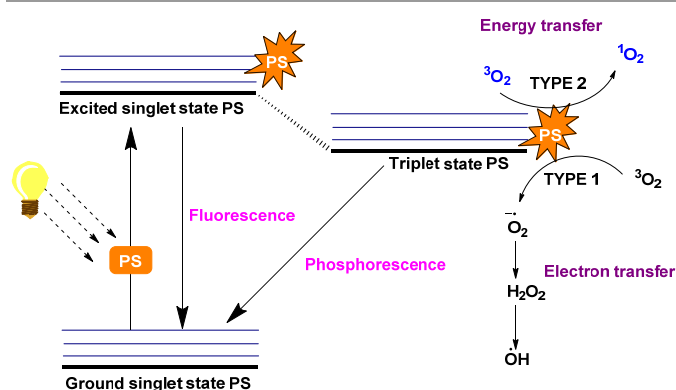 Energy transfer
PS
³O₂
¹O₂
TYPE 2
Excited singlet state PS
PS
Triplet state PS
TYPE 1
³O₂
Fluorescence
O₂⁻̇
PS
Phosphorescence
Electron transfer
H₂O₂
ȮH
Ground singlet state PS